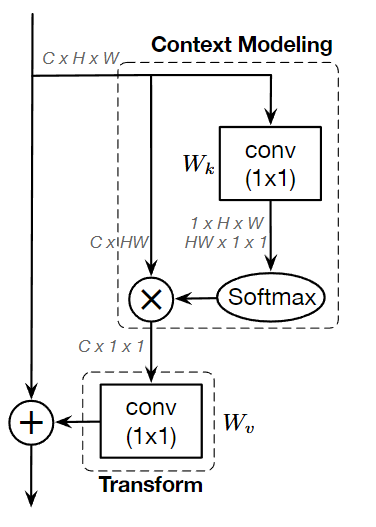 Context Modeling
C x H x W
conv
(1x1)
W_k
1 x H x W
HW x 1 x 1
C x HW
×
Softmax
C x 1 x 1
conv
(1x1)
W_v
+
Transform